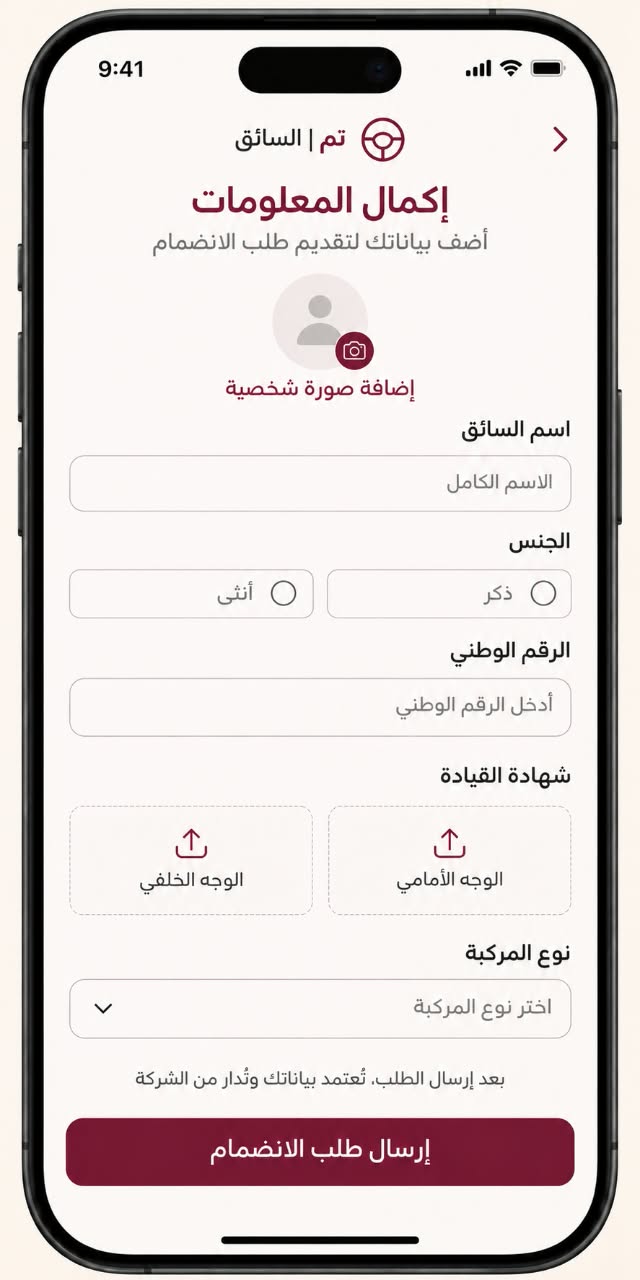 9:41
تم | السائق
إكمال المعلومات
أضف بياناتك لتقديم طلب الانضمام
إضافة صورة شخصية
اسم السائق
الاسم الكامل
الجنس
ذكر
أنثى
الرقم الوطني
أدخل الرقم الوطني
شهادة القيادة
الوجه الأمامي
الوجه الخلفي
نوع المركبة
اختر نوع المركبة
بعد إرسال الطلب، تُعتمد بياناتك وتُدار من الشركة
إرسال طلب الانضمام